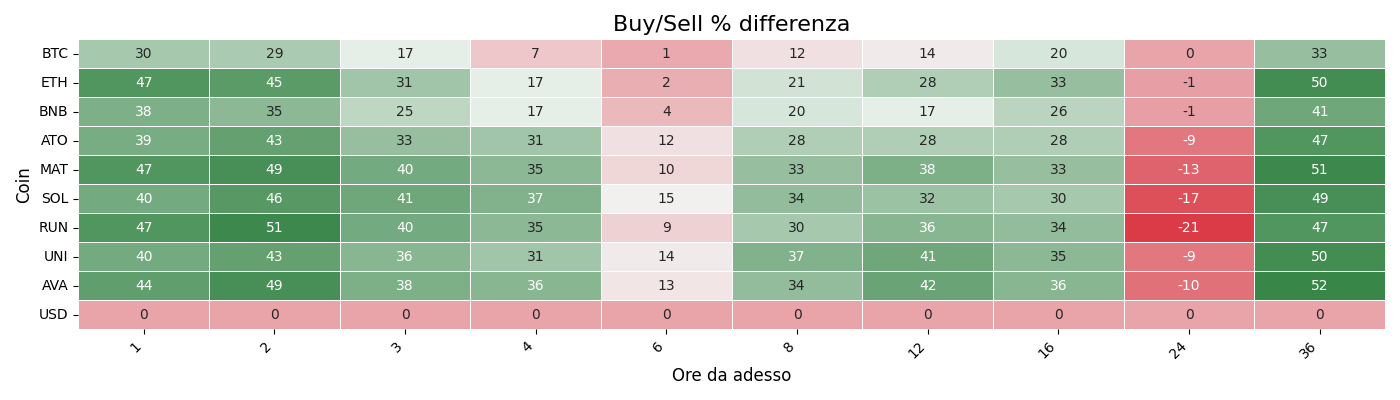 Buy/Sell % differenza
Coin
BTC 30 29 17 7 1 12 14 20 0 33
ETH 47 45 31 17 2 21 28 33 -1 50
BNB 38 35 25 17 4 20 17 26 -1 41
ATO 39 43 33 31 12 28 28 28 -9 47
MAT 47 49 40 35 10 33 38 33 -13 51
SOL 40 46 41 37 15 34 32 30 -17 49
RUN 47 51 40 35 9 30 36 34 -21 47
UNI 40 43 36 31 14 37 41 35 -9 50
AVA 44 49 38 36 13 34 42 36 -10 52
USD 0 0 0 0 0 0 0 0 0 0
1 2 3 4 6 8 12 16 24 36
Ore da adesso